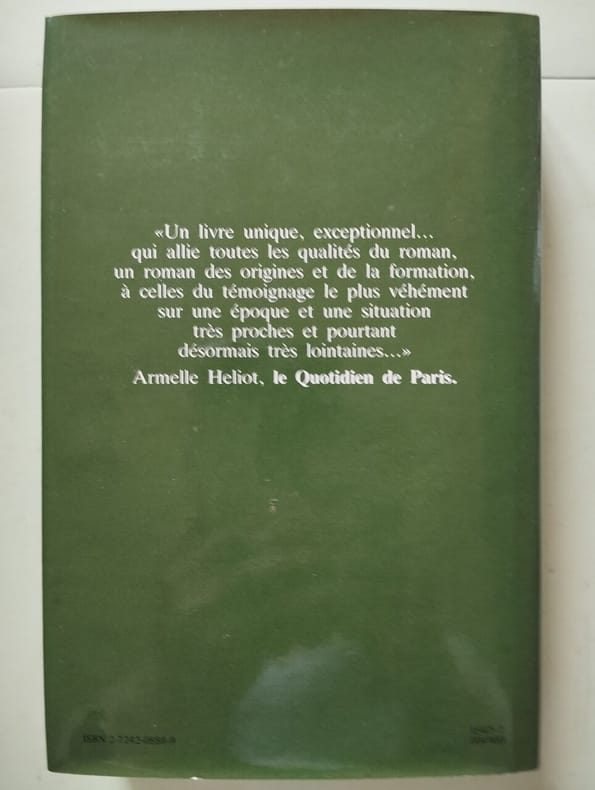 «Un livre unique, exceptionnel...
qui allie toutes les qualités du roman,
un roman des origines et de la formation,
à celles du témoignage le plus véhément
sur une époque et une situation
très proches et pourtant
désormais très lointaines...»
Armelle Heliot, le Quotidien de Paris.
ISBN